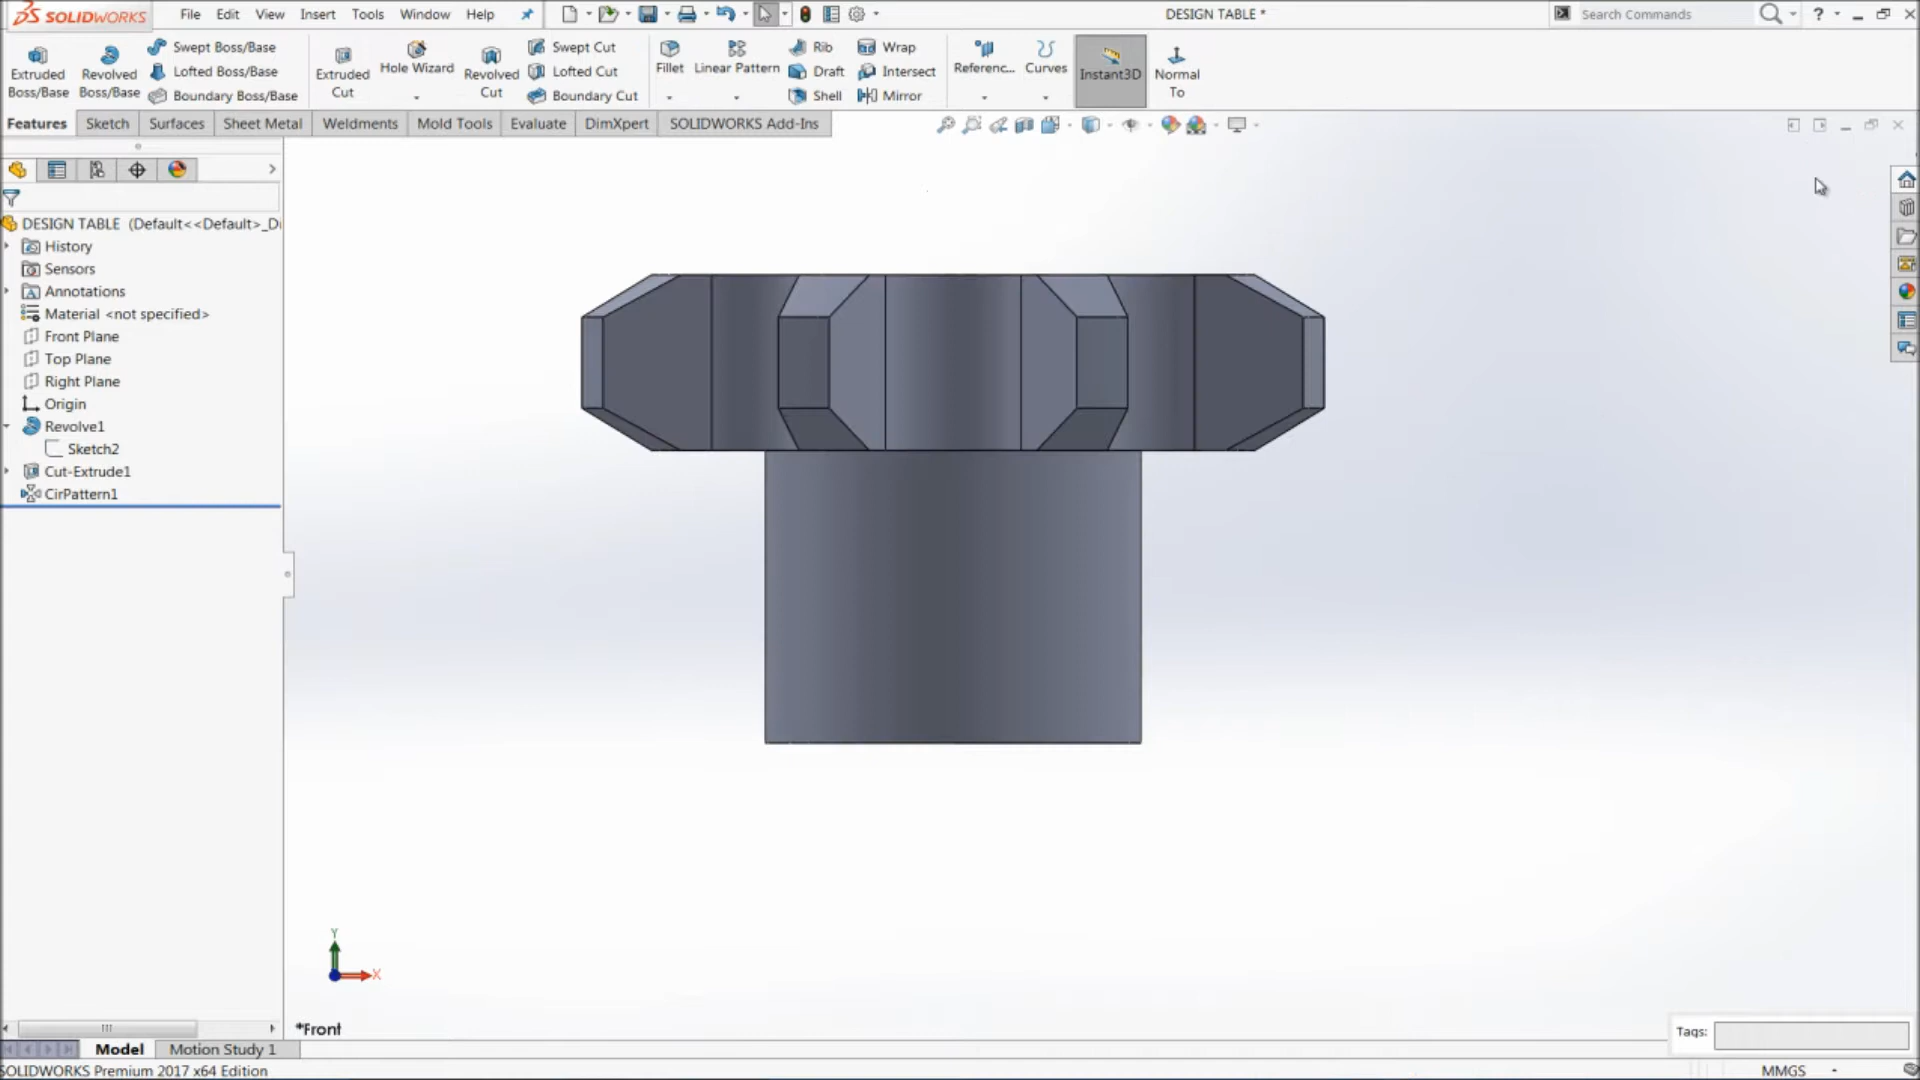 SOLIDWORKS File Edit View Insert Tools Window Help DESIGN TABLE * Search Commands ?
Extruded Boss/Base
Revolved Boss/Base
Swept Boss/Base
Lofted Boss/Base
Boundary Boss/Base
Extruded Cut
Hole Wizard
Revolved Cut
Swept Cut
Lofted Cut
Boundary Cut
Fillet
Linear Pattern
Rib
Draft
Shell
Wrap
Intersect
Mirror
Referenc...
Curves
Instant3D
Normal To
Features Sketch Surfaces Sheet Metal Weldments Mold Tools Evaluate DimXpert SOLIDWORKS Add-Ins
DESIGN TABLE (Default<<Default>_Di
History
Sensors
Annotations
Material <not specified>
Front Plane
Top Plane
Right Plane
Origin
Revolve1
Sketch2
Cut-Extrude1
CirPattern1
Y
X
*Front
Tags:
Model Motion Study 1
SOLIDWORKS Premium 2017 x64 Edition MMGS